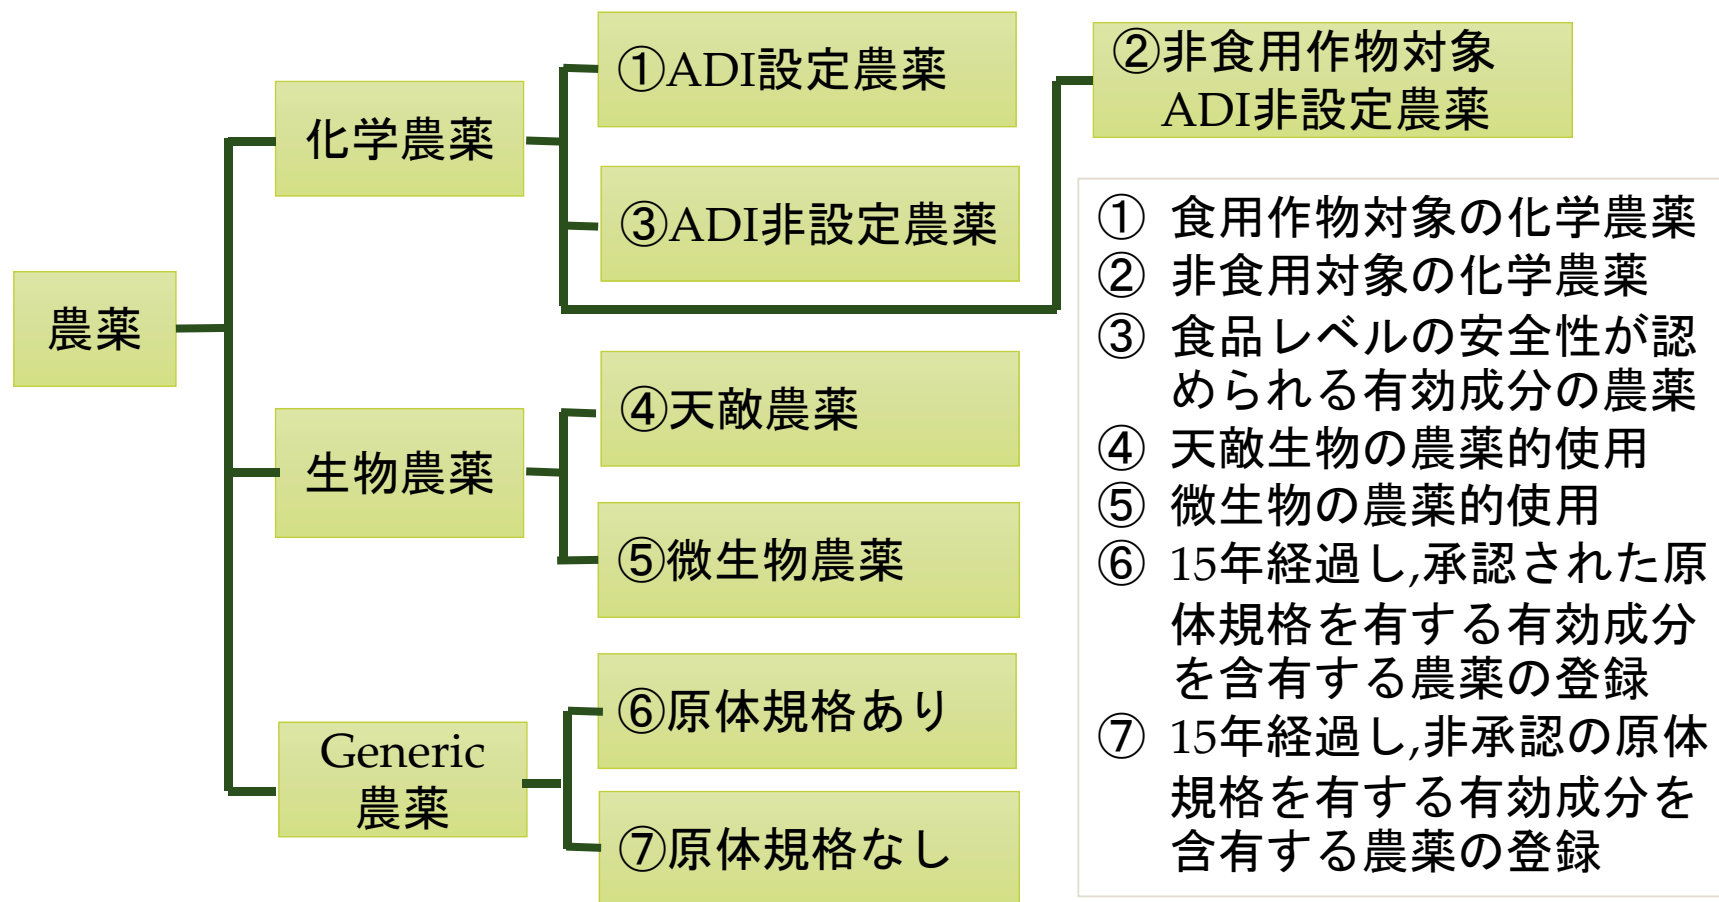 農薬
化学農薬
①ADI設定農薬
③ADI非設定農薬
②非食用作物対象
ADI非設定農薬
生物農薬
④天敵農薬
⑤微生物農薬
Generic
農薬
⑥原体規格あり
⑦原体規格なし
① 食用作物対象の化学農薬
② 非食用対象の化学農薬
③ 食品レベルの安全性が認
められる有効成分の農薬
④ 天敵生物の農薬的使用
⑤ 微生物の農薬的使用
⑥ 15年経過し,承認された原
体規格を有する有効成分
を含有する農薬の登録
⑦ 15年経過し,非承認の原体
規格を有する有効成分を
含有する農薬の登録